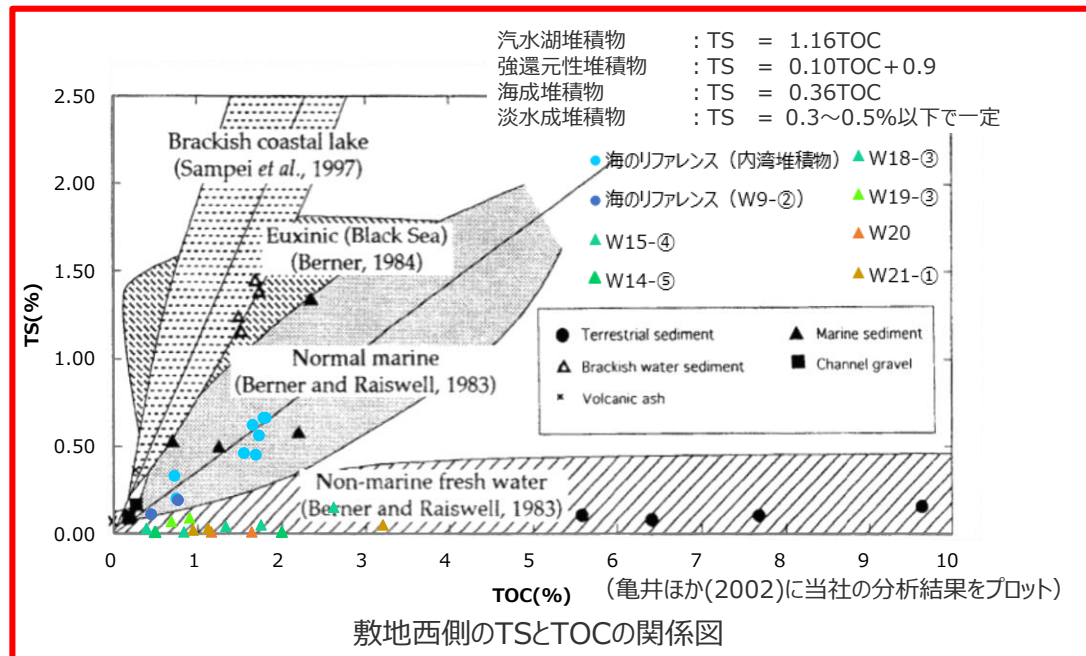 汽水湖堆積物 : TS = 1.16TOC
強還元性堆積物 : TS = 0.10TOC+0.9
海成堆積物 : TS = 0.36TOC
淡水成堆積物 : TS = 0.3~0.5%以下で一定
2.50
2.00
1.50
1.00
0.50
0.00
TS(%)
Brackish coastal lake
(Sampei et al., 1997)
Euxinic (Black Sea)
(Berner, 1984)
Normal marine
(Berner and Raiswell, 1983)
Non-marine fresh water
(Berner and Raiswell, 1983)
海のリファレンス(内湾堆積物)
海のリファレンス(W9-②)
W15-④
W14-⑤
W18-③
W19-③
W20
W21-①
Terrestrial sediment
Marine sediment
Brackish water sediment
Channel gravel
Volcanic ash
0 1 2 3 4 5 6 7 8 9 10
TOC(%)
(亀井ほか(2002)に当社の分析結果をプロット)
敷地西側のTSとTOCの関係図